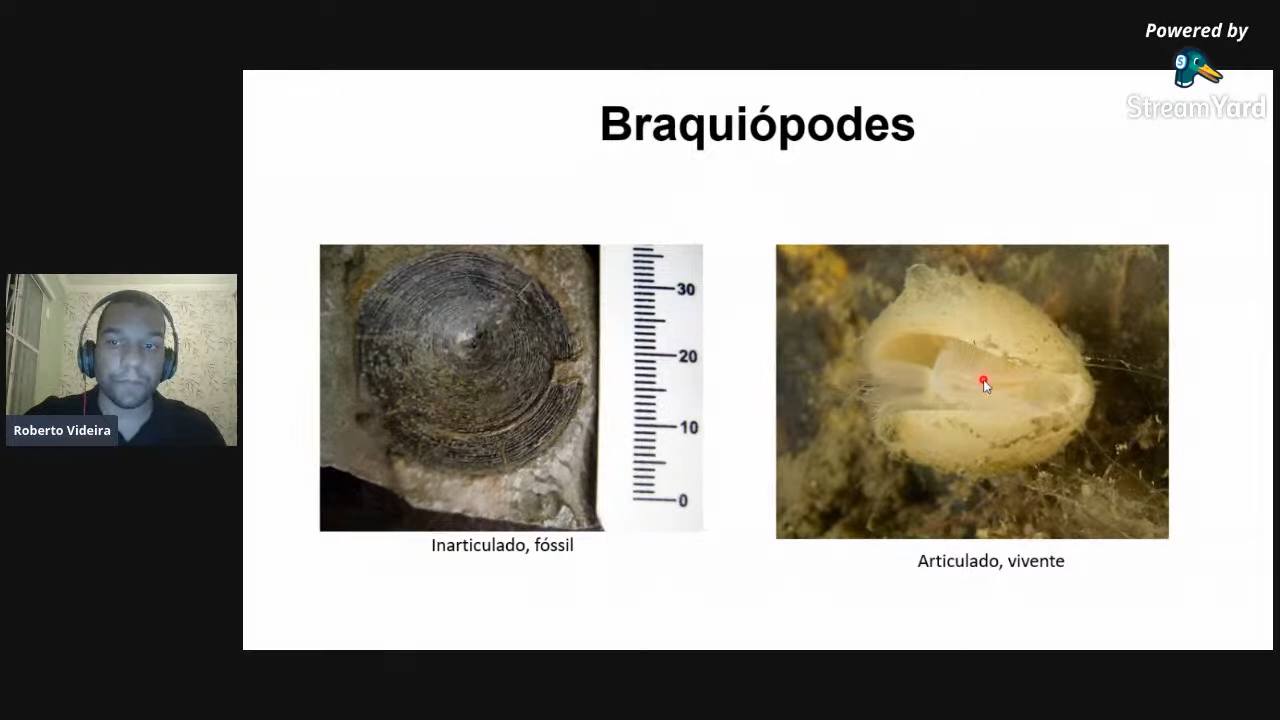 Powered by
StreamYard
Braquiópodes
30
20
10
0
Inarticulado, fóssil
Articulado, vivente
Roberto Videira